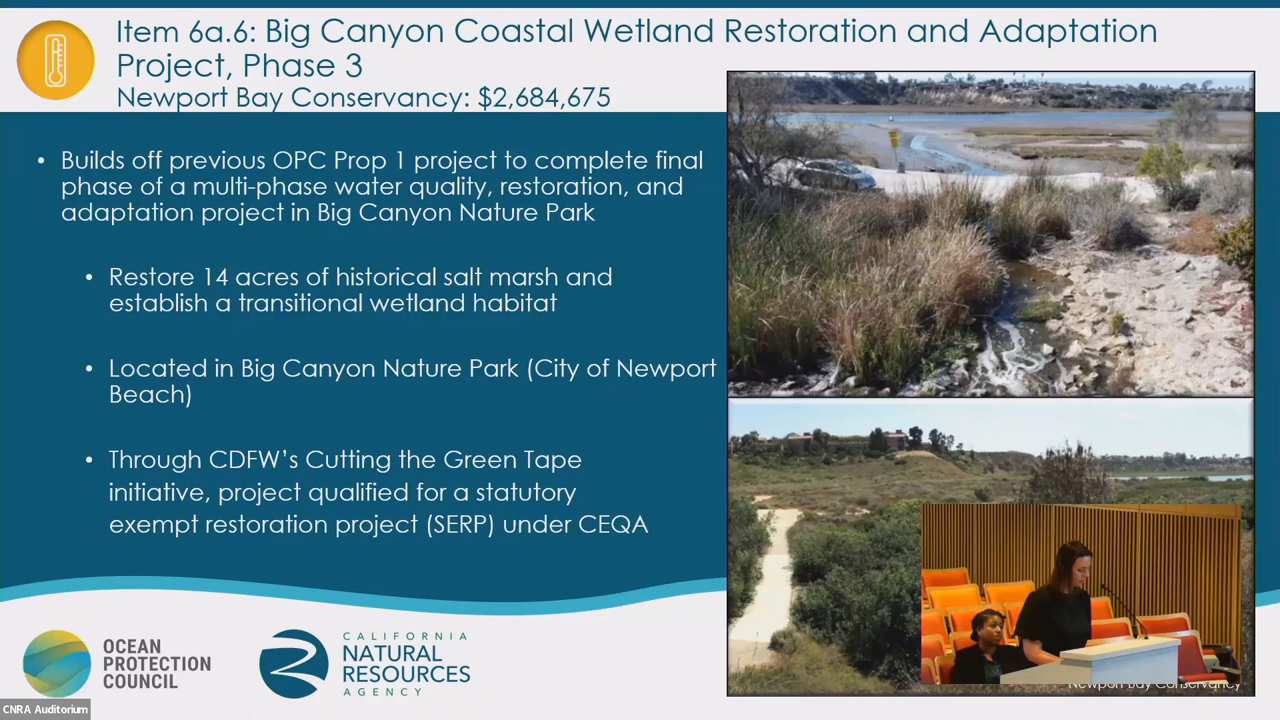 Item 6a.6: Big Canyon Coastal Wetland Restoration and Adaptation
Project, Phase 3
Newport Bay Conservancy: $2,684,675
• Builds off previous OPC Prop 1 project to complete final
phase of a multi-phase water quality, restoration, and
adaptation project in Big Canyon Nature Park
• Restore 14 acres of historical salt marsh and
establish a transitional wetland habitat
• Located in Big Canyon Nature Park (City of Newport
Beach)
• Through CDFW’s Cutting the Green Tape
initiative, project qualified for a statutory
exempt restoration project (SERP) under CEQA
OCEAN
PROTECTION
COUNCIL
CALIFORNIA
NATURAL
RESOURCES
AGENCY
Newport Bay Conservancy
CNRA Auditorium